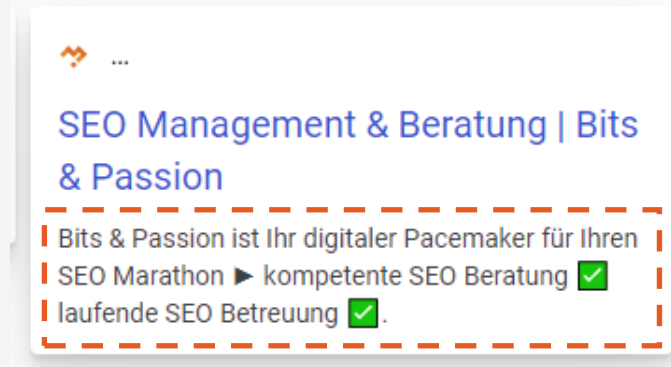 ...
SEO Management & Beratung | Bits
& Passion
Bits & Passion ist Ihr digitaler Pacemaker für Ihren
SEO Marathon ► kompetente SEO Beratung ✅
laufende SEO Betreuung ✅.